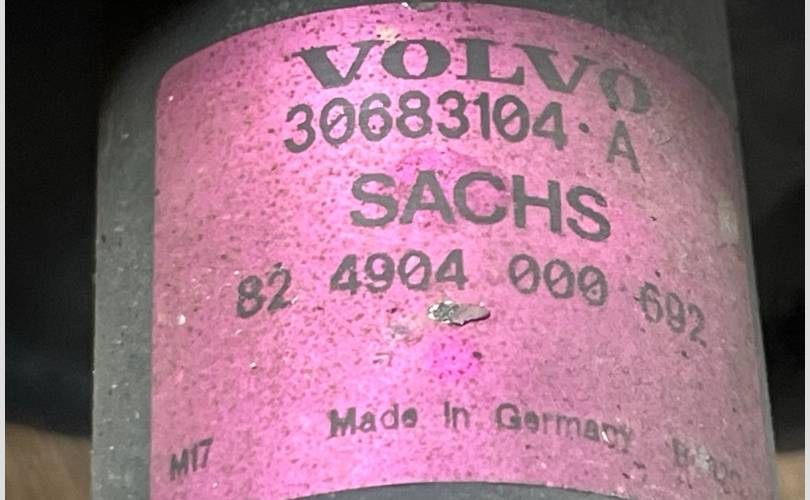 VOLVO
30683104·A
SACHS
82 4904 000 692
Made In Germany
M17